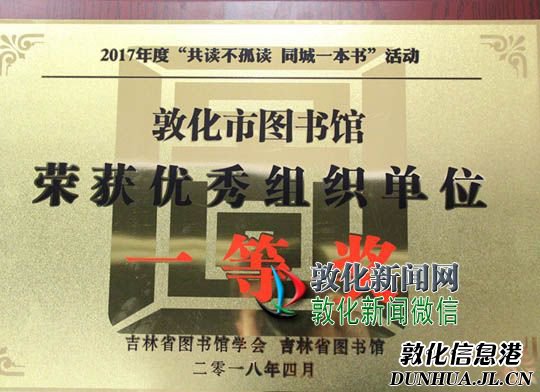 2017年度“共读不孤读 同城一本书”活动
敦化市图书馆
荣获优秀组织单位
一等奖
敦化新闻网
敦化新闻微信
吉林省图书馆学会 吉林省图书馆
二零一八年四月
敦化信息港
DUNHUA.JL.CN